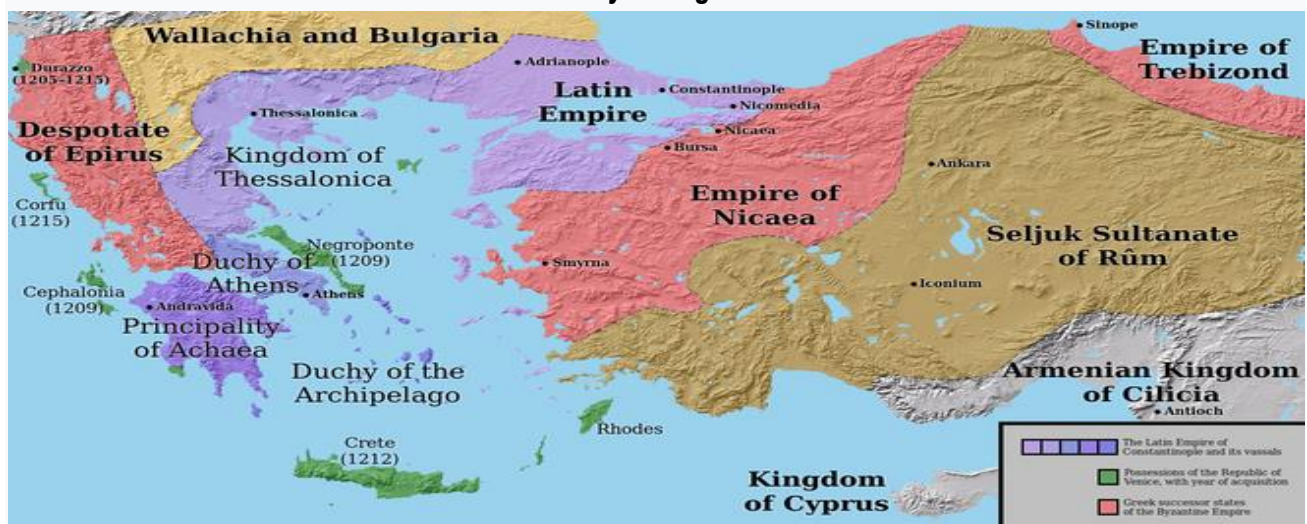 Wallachia and Bulgaria
Sinope
Empire of
Trebizond
Durazzo
(1205-1215)
Adrianople
Constantinople
Latin
Empire
Nicomedia
Thessalonica
Nicaea
Bursa
Despotate
of Epirus
Kingdom of
Thessalonica
Ankara
Empire of
Nicaea
Corfu
(1215)
Negroponte
(1209)
Seljuk Sultanate
of Rûm
Duchy of
Athens
Smyrna
Athens
Iconium
Cephalonia
(1209)
Andravida
Principality
of Achaea
Duchy of the
Archipelago
Armenian Kingdom
of Cilicia
Antioch
Rhodes
Crete
(1212)
Kingdom
of Cyprus
The Latin Empire of
Constantinople and its vassals
Possessions of the Republic of
Venice, with year of acquisition
Greek successor states
of the Byzantine Empire